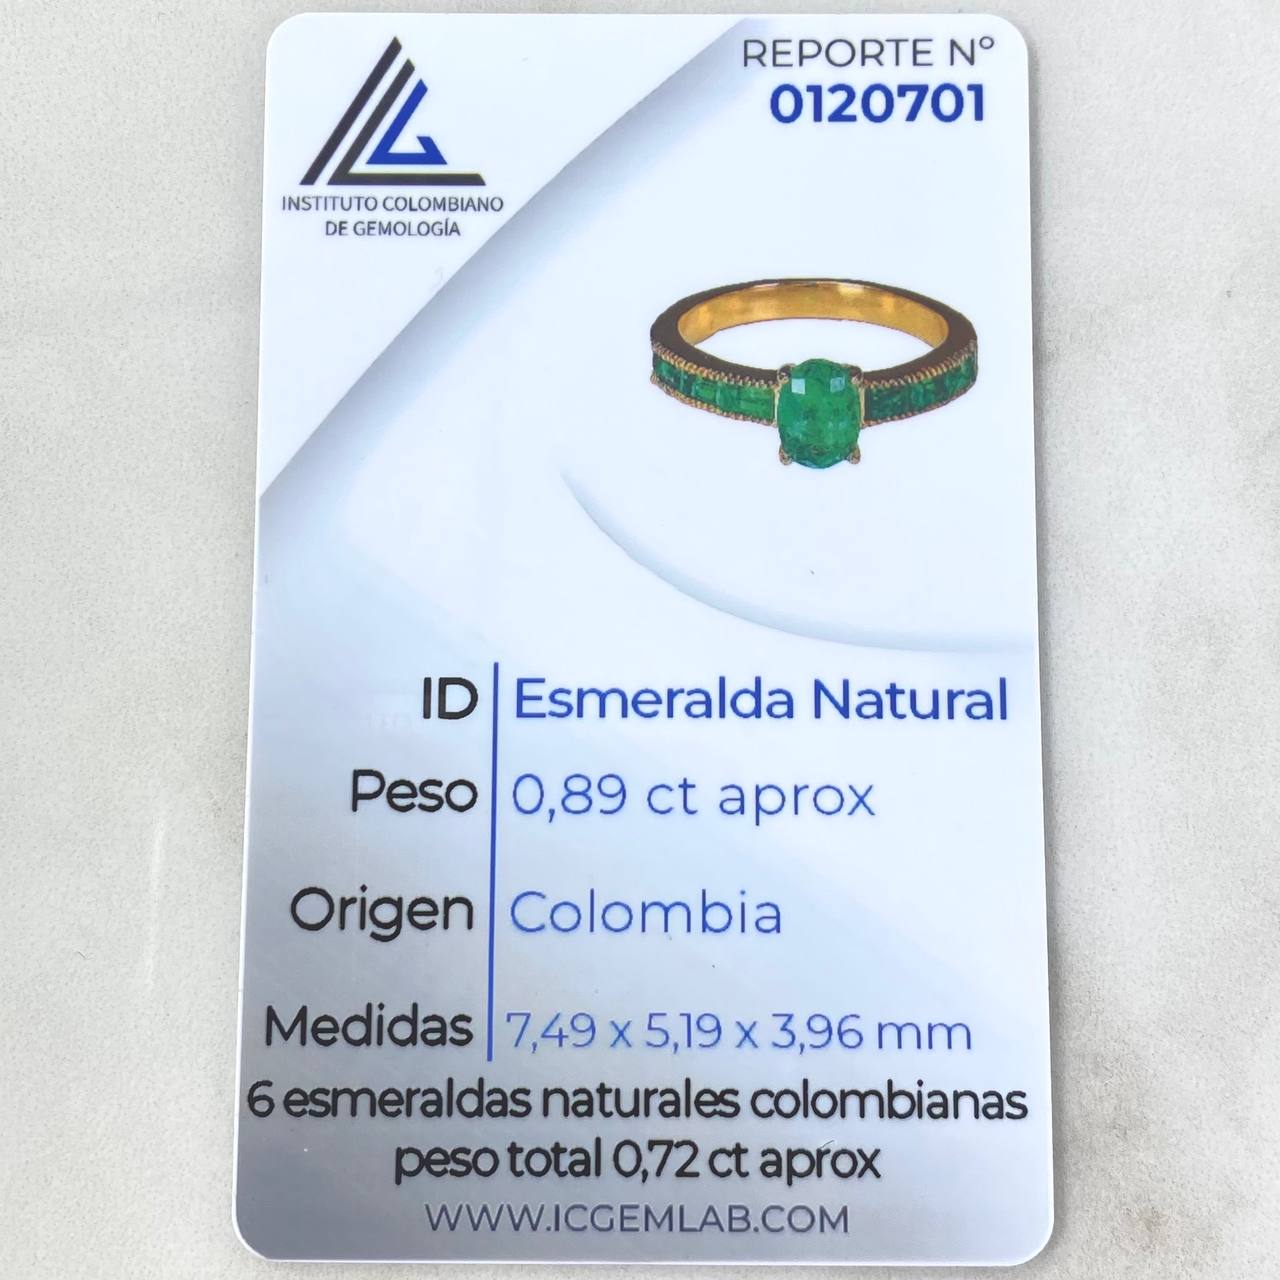 INSTITUTO COLOMBIANO
DE GEMOLOGÍA
REPORTE Nº
0120701
ID Esmeralda Natural
Peso 0,89 ct aprox
Origen Colombia
Medidas 7,49 x 5,19 x 3,96 mm
6 esmeraldas naturales colombianas
peso total 0,72 ct aprox
WWW.ICGEMLAB.COM